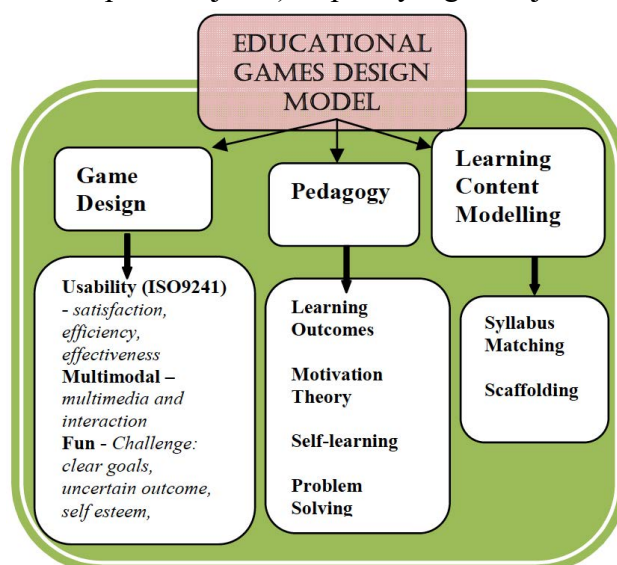 EDUCATIONAL
GAMES DESIGN
MODEL
Game
Design
Pedagogy
Learning
Content
Modelling
Usability (ISO9241)
- satisfaction,
efficiency,
effectiveness
Multimodal –
multimedia and
interaction
Fun - Challenge:
clear goals,
uncertain outcome,
self esteem,
Learning
Outcomes
Motivation
Theory
Self-learning
Problem
Solving
Syllabus
Matching
Scaffolding